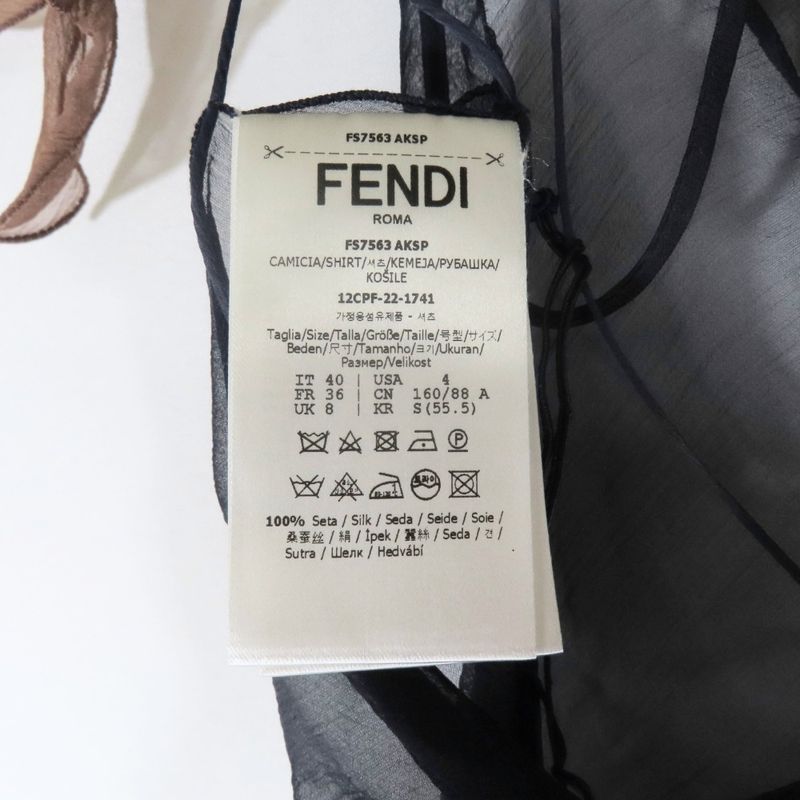 FS7563 AKSP
FENDI
ROMA
FS7563 AKSP
CAMICIA/SHIRT/셔츠/KEMEJA/РУБАШКА/
KOŠILE
12CPF-22-1741
가정용섬유제품 - 셔츠
Taglia/Size/Talla/Größe/Taille/号型/サイズ/
Beden/尺寸/Tamanho/크기/Ukuran/
Размер/Velikost
IT 40 | USA 4
FR 36 | CN 160/88 A
UK 8 | KR S(55.5)
P
드라이
100% Seta / Silk / Seda / Seide / Soie /
桑蚕丝 / 絹 / İpek / 絲 / Seda / 견 /
Sutra / Шелк / Hedvábí